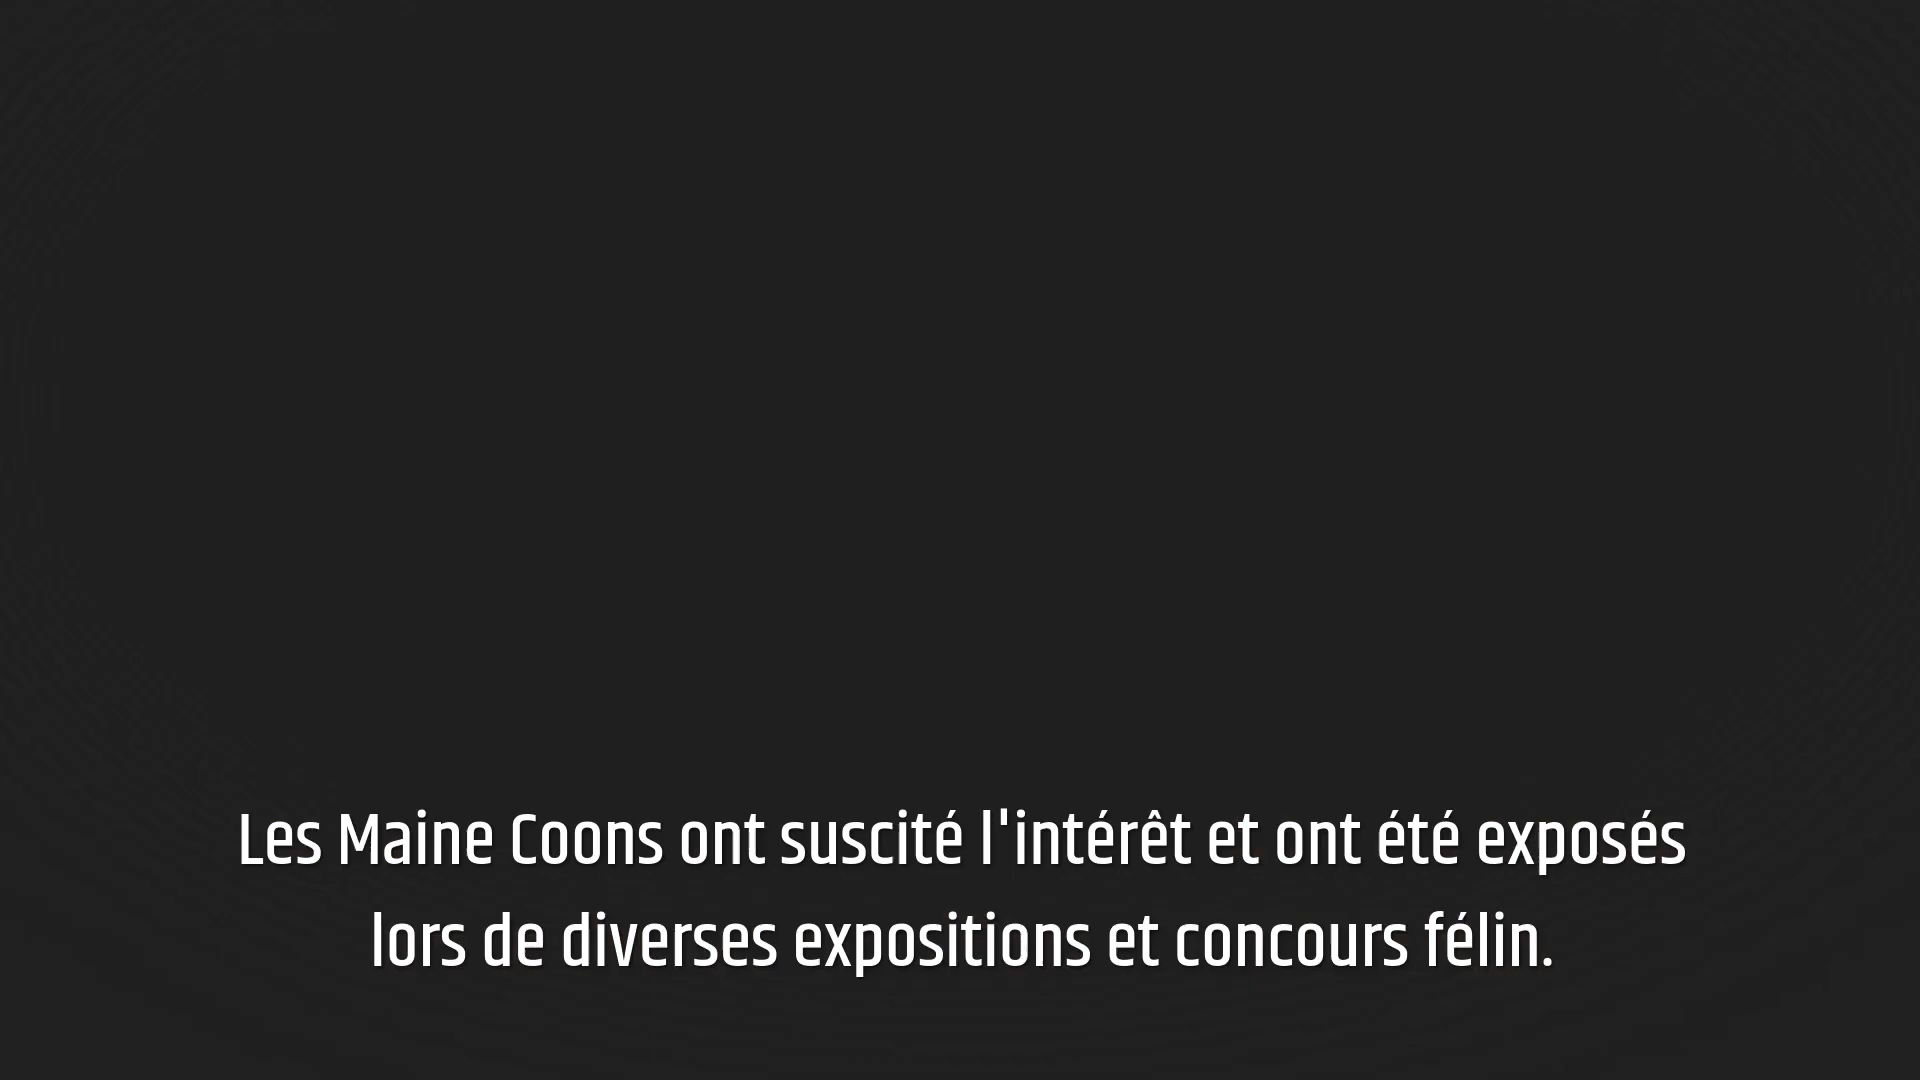 Les Maine Coons ont suscité l'intérêt et ont été exposés
lors de diverses expositions et concours félin.